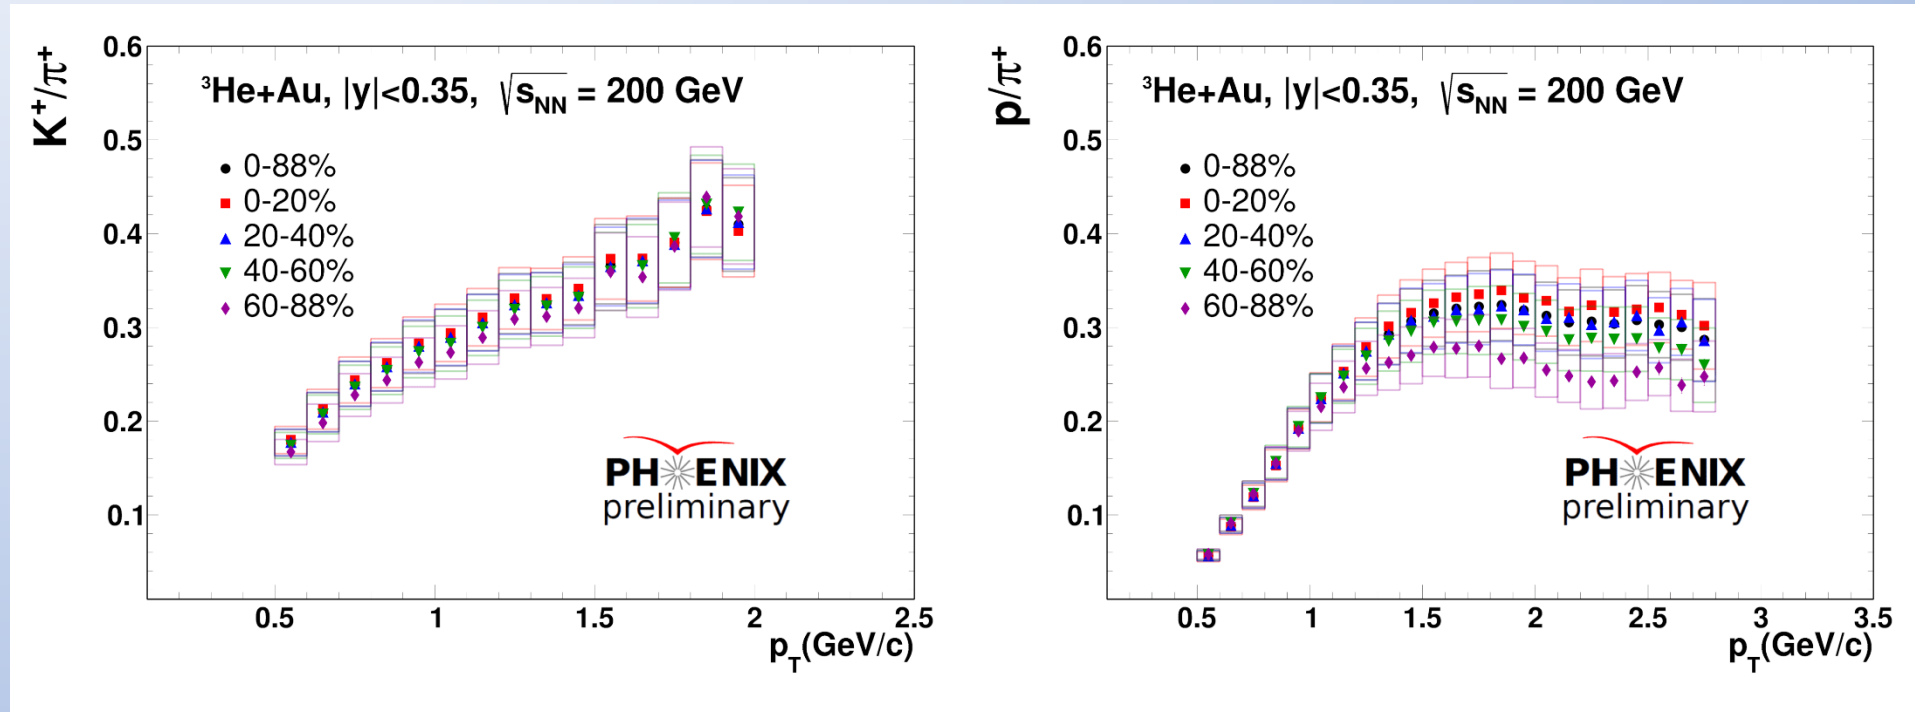 K⁺/π⁺
³He+Au, |y|<0.35, √sNN = 200 GeV
0-88%
0-20%
20-40%
40-60%
60-88%
PHENIX
preliminary
0.6
0.5
0.4
0.3
0.2
0.1
0.5 1 1.5 2 2.5
pT(GeV/c)
p/π⁺
³He+Au, |y|<0.35, √sNN = 200 GeV
0-88%
0-20%
20-40%
40-60%
60-88%
PHENIX
preliminary
0.6
0.5
0.4
0.3
0.2
0.1
0.5 1 1.5 2 2.5 3 3.5
pT(GeV/c)